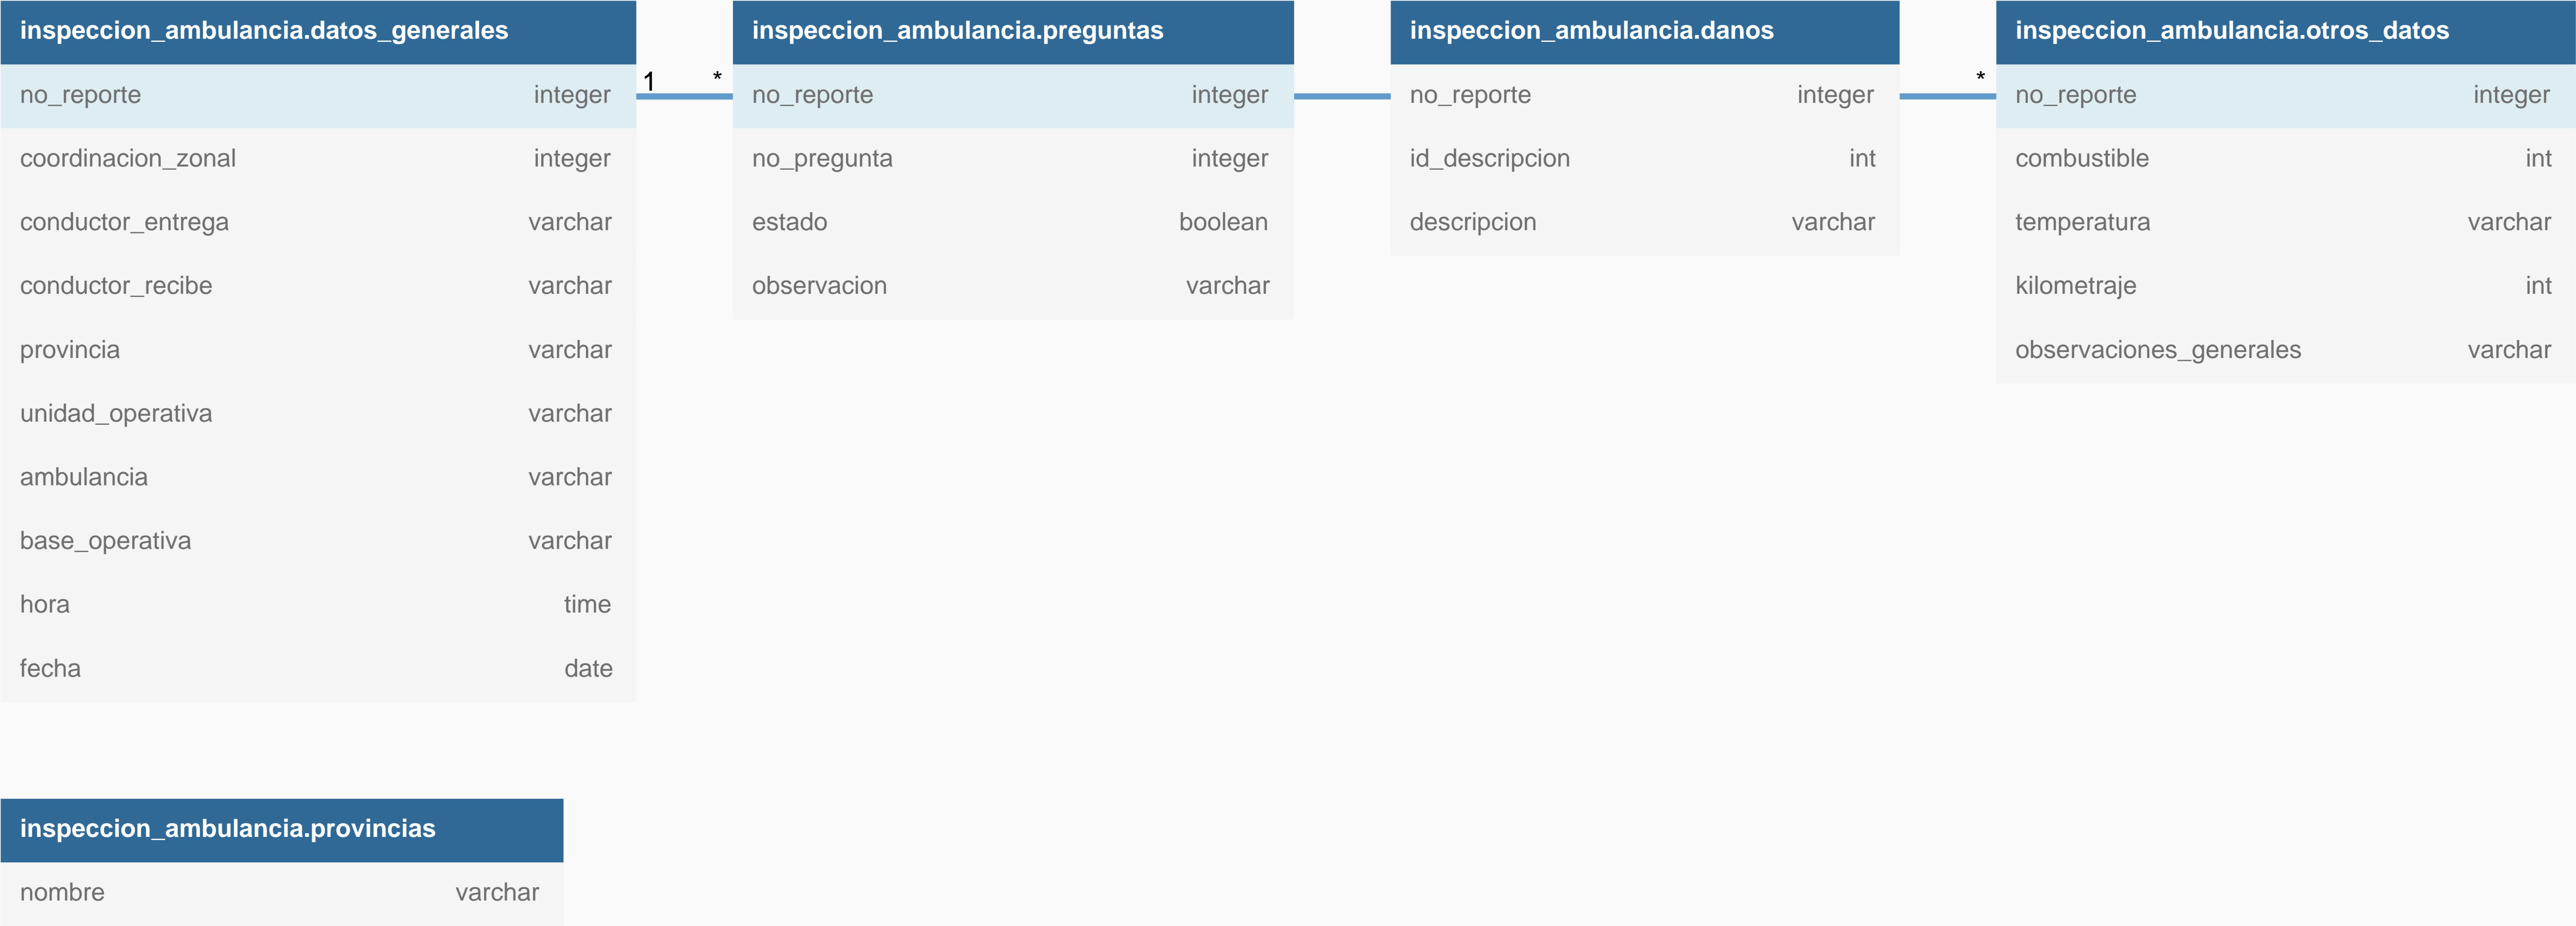 inspeccion_ambulancia.datos_generales
no_reporte integer
coordinacion_zonal integer
conductor_entrega varchar
conductor_recibe varchar
provincia varchar
unidad_operativa varchar
ambulancia varchar
base_operativa varchar
hora time
fecha date
1 *
inspeccion_ambulancia.preguntas
no_reporte integer
no_pregunta integer
estado boolean
observacion varchar
inspeccion_ambulancia.danos
no_reporte integer
id_descripcion int
descripcion varchar
*
inspeccion_ambulancia.otros_datos
no_reporte integer
combustible int
temperatura varchar
kilometraje int
observaciones_generales varchar
inspeccion_ambulancia.provincias
nombre varchar